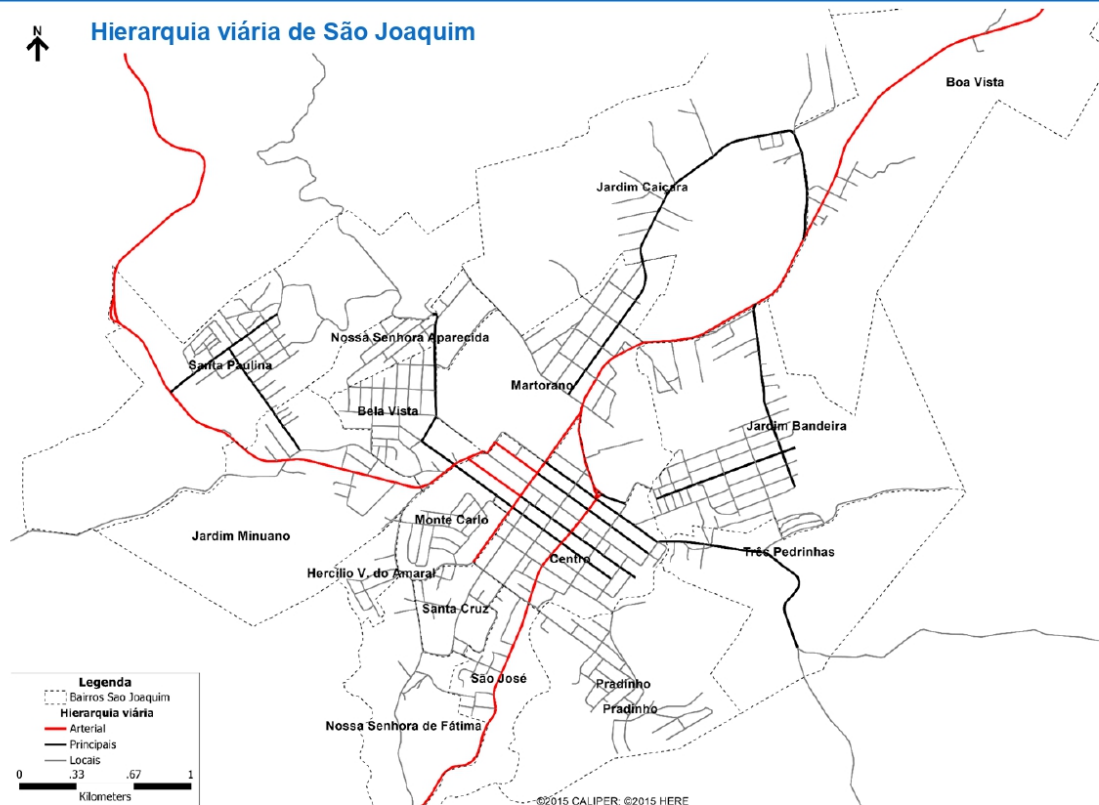 Hierarquia viária de São Joaquim
N
Boa Vista
Jardim Caiçara
Nossa Senhora Aparecida
Santa Paulina
Martorano
Bela Vista
Jardim Bandeira
Monte Carlo
Jardim Minuano
Centro
Três Pedrinhas
Hercilio V. do Amaral
Santa Cruz
São José
Pradinho
Pradinho
Nossa Senhora de Fátima
Legenda
Bairros Sao Joaquim
Hierarquia viária
Arterial
Principais
Locais
0 .33 .67 1
Kilometers
©2015 CALIPER; ©2015 HERE